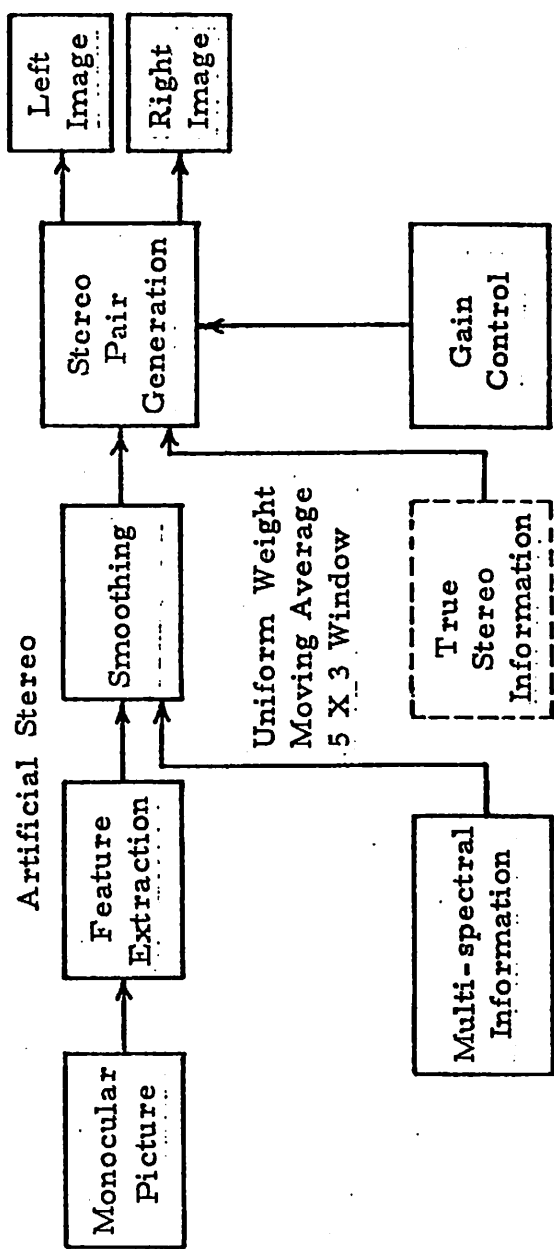 Artificial Stereo
Monocular
Picture
Feature
Extraction
Smoothing
Stereo
Pair
Generation
Left
Image
Right
Image
Uniform Weight
Moving Average
5 X 3 Window
Multi-spectral
Information
True
Stereo
Information
Gain
Control